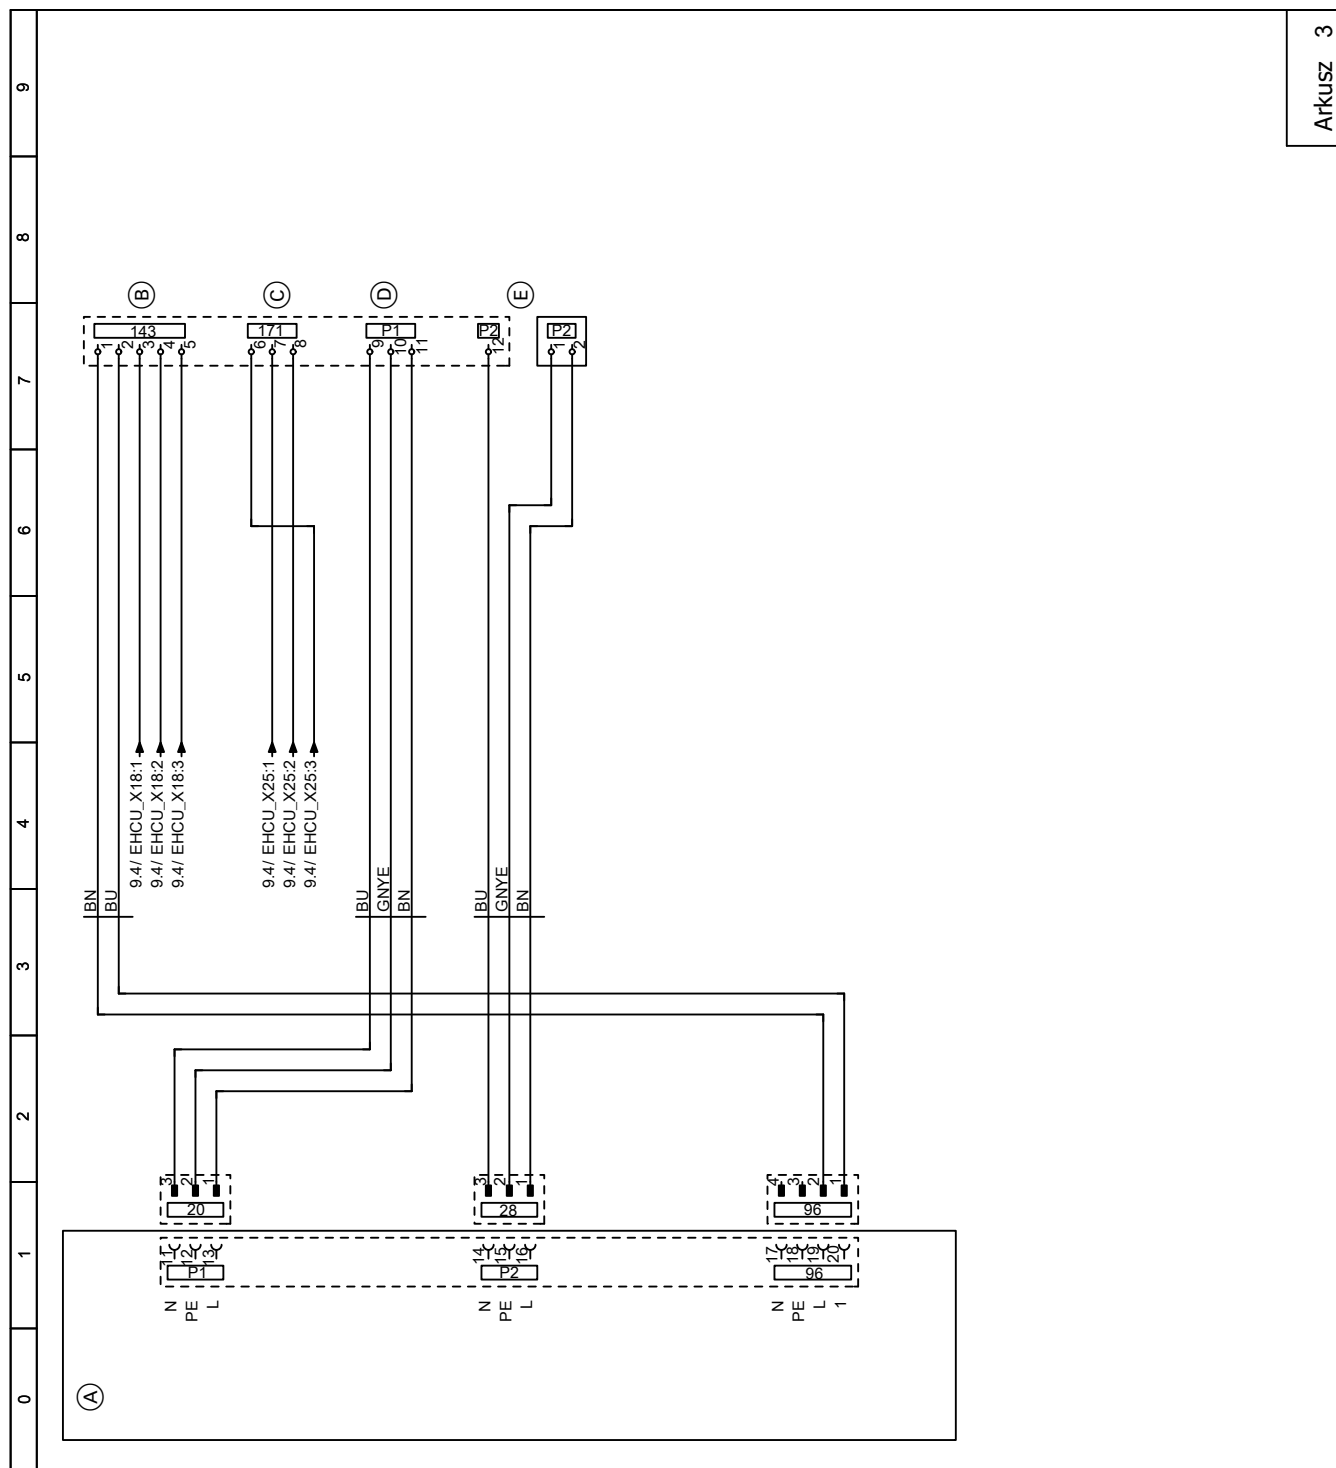 Arkusz 3
9
8
7
6
5
4
3
2
1
0
B
C
D
E
143
171
P1
P2
P2
1
2
3
4
5
6
7
8
9
10
11
12
1
2
9.4/ EHCU_X18:1
9.4/ EHCU_X18:2
9.4/ EHCU_X18:3
9.4/ EHCU_X25:1
9.4/ EHCU_X25:2
9.4/ EHCU_X25:3
BN
BU
BU
GNYE
BN
BU
GNYE
BN
3
2
1
3
2
1
4
3
2
1
20
28
96
11
12
13
14
15
16
17
18
19
20
P1
P2
96
N
PE
L
N
PE
L
N
PE
L
1
A